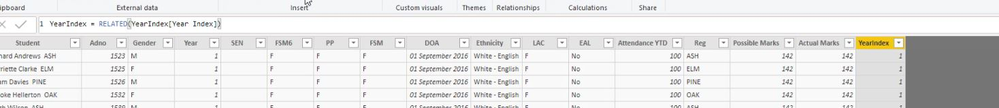 ipboard External data Insert Custom visuals Themes Relationships Calculations Share
1 YearIndex = RELATED(YearIndex[Year Index])
Student Adno Gender Year SEN FSM6 PP FSM DOA Ethnicity LAC EAL Attendance YTD Reg Possible Marks Actual Marks YearIndex
ard Andrews ASH 1523 M 1 F F F 01 September 2016 White - English F No 100 ASH 142 142 1
riette Clarke ELM 1525 F 1 F F F 01 September 2016 White - English F No 100 ELM 142 142 1
am Davies PINE 1526 M 1 F F F 01 September 2016 White - English F No 100 PINE 142 142 1
oke Hellerton OAK 1532 F 1 F F F 01 September 2016 White - English F No 100 OAK 142 142 1
Wilson ASH 1539 M 1 F F F 01 September 2016 White - English F No 100 ASH 142 142 1